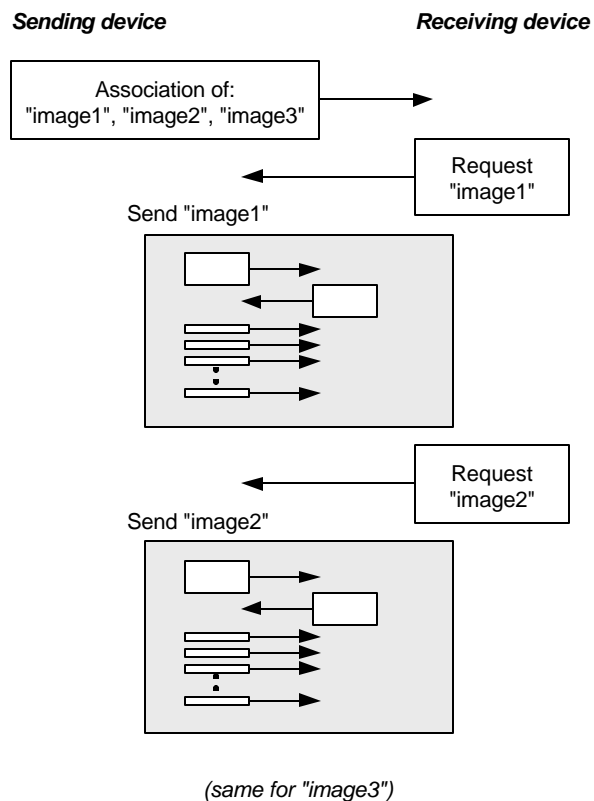 Sending device
Receiving device
Association of:
"image1", "image2", "image3"
Request
"image1"
Send "image1"
Request
"image2"
Send "image2"
(same for "image3")